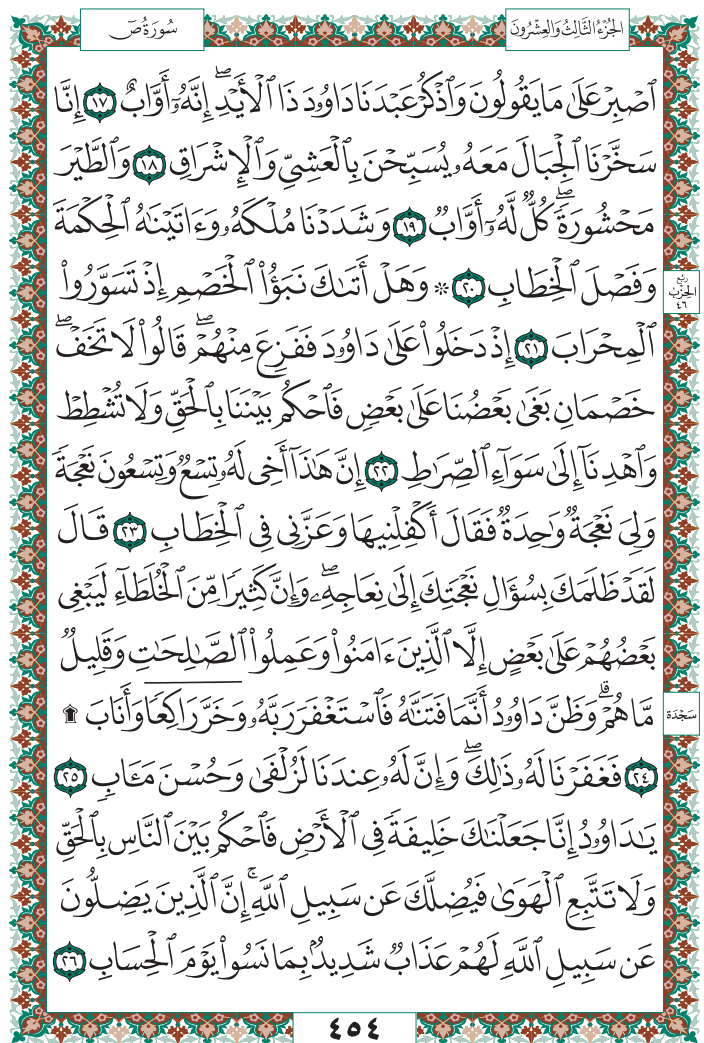 سُورَةُ صٓ
الجُزْءُ الثَّالِثُ وَالعِشْرُونَ
ٱصْبِرْ عَلَىٰ مَا يَقُولُونَ وَٱذْكُرْ عَبْدَنَا دَاوُۥدَ ذَا ٱلْأَيْدِۖ إِنَّهُۥٓ أَوَّابٌ ١٧ إِنَّا
سَخَّرْنَا ٱلْجِبَالَ مَعَهُۥ يُسَبِّحْنَ بِٱلْعَشِيِّ وَٱلْإِشْرَاقِ ١٨ وَٱلطَّيْرَ
مَحْشُورَةًۖ كُلٌّ لَّهُۥٓ أَوَّابٌ ١٩ وَشَدَدْنَا مُلْكَهُۥ وَءَاتَيْنَٰهُ ٱلْحِكْمَةَ
وَفَصْلَ ٱلْخِطَابِ ٢٠ ۞ وَهَلْ أَتَىٰكَ نَبَؤُا۟ ٱلْخَصْمِ إِذْ تَسَوَّرُوا۟
ٱلْمِحْرَابَ ٢١ إِذْ دَخَلُوا۟ عَلَىٰ دَاوُۥدَ فَفَزِعَ مِنْهُمْۖ قَالُوا۟ لَا تَخَفْۖ
خَصْمَانِ بَغَىٰ بَعْضُنَا عَلَىٰ بَعْضٍ فَٱحْكُم بَيْنَنَا بِٱلْحَقِّ وَلَا تُشْطِطْ
وَٱهْدِنَآ إِلَىٰ سَوَآءِ ٱلصِّرَٰطِ ٢٢ إِنَّ هَٰذَآ أَخِى لَهُۥ تِسْعٌ وَتِسْعُونَ نَعْجَةً
وَلِىَ نَعْجَةٌ وَٰحِدَةٌ فَقَالَ أَكْفِلْنِيهَا وَعَزَّنِى فِى ٱلْخِطَابِ ٢٣ قَالَ
لَقَدْ ظَلَمَكَ بِسُؤَالِ نَعْجَتِكَ إِلَىٰ نِعَاجِهِۦۖ وَإِنَّ كَثِيرًا مِّنَ ٱلْخُلَطَآءِ لَيَبْغِى
بَعْضُهُمْ عَلَىٰ بَعْضٍ إِلَّا ٱلَّذِينَ ءَامَنُوا۟ وَعَمِلُوا۟ ٱلصَّٰلِحَٰتِ وَقَلِيلٌ
مَّا هُمْۗ وَظَنَّ دَاوُۥدُ أَنَّمَا فَتَنَّٰهُ فَٱسْتَغْفَرَ رَبَّهُۥ وَخَرَّ رَاكِعًا وَأَنَابَ ۩
٢٤ فَغَفَرْنَا لَهُۥ ذَٰلِكَۖ وَإِنَّ لَهُۥ عِندَنَا لَزُلْفَىٰ وَحُسْنَ مَـَٔابٍ ٢٥
يَٰدَاوُۥدُ إِنَّا جَعَلْنَٰكَ خَلِيفَةً فِى ٱلْأَرْضِ فَٱحْكُم بَيْنَ ٱلنَّاسِ بِٱلْحَقِّ
وَلَا تَتَّبِعِ ٱلْهَوَىٰ فَيُضِلَّكَ عَن سَبِيلِ ٱللَّهِۚ إِنَّ ٱلَّذِينَ يَضِلُّونَ
عَن سَبِيلِ ٱللَّهِ لَهُمْ عَذَابٌ شَدِيدٌۢ بِمَا نَسُوا۟ يَوْمَ ٱلْحِسَابِ ٢٦
ربع
الحزب
٤٦
سَجْدَة
٤٥٤